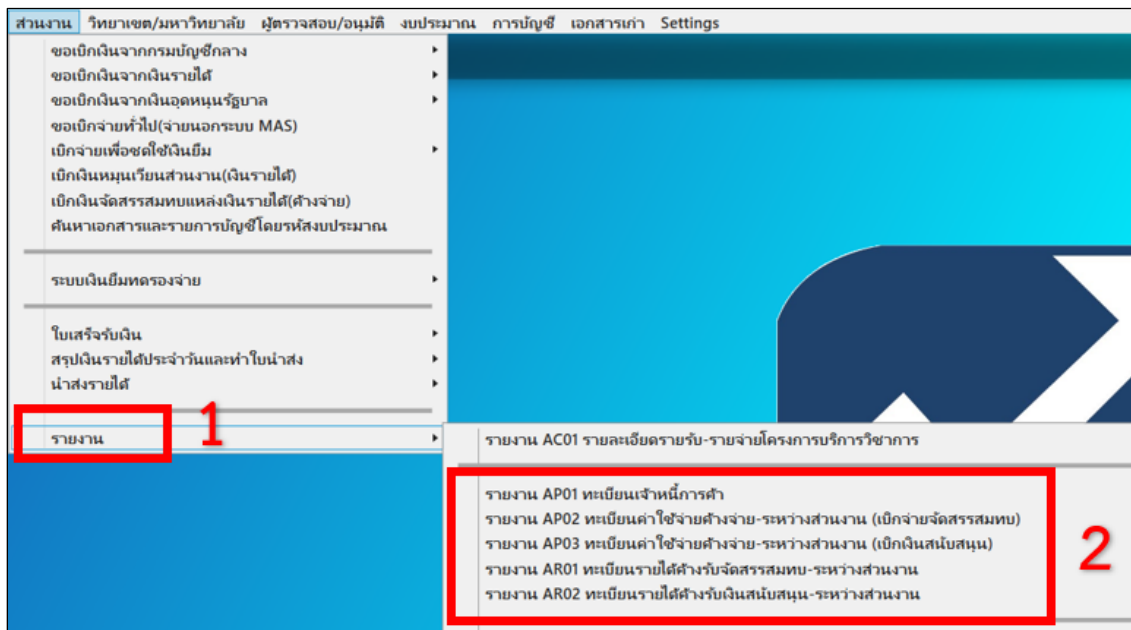 ส่วนงาน วิทยาเขต/มหาวิทยาลัย ผู้ตรวจสอบ/อนุมัติ งบประมาณ การบัญชี เอกสารเก่า Settings
ขอเบิกเงินจากกรมบัญชีกลาง
ขอเบิกเงินจากเงินรายได้
ขอเบิกเงินจากเงินอุดหนุนรัฐบาล
ขอเบิกจ่ายทั่วไป(จ่ายนอกระบบ MAS)
เบิกจ่ายเพื่อชดใช้เงินยืม
เบิกเงินหมุนเวียนส่วนงาน(เงินรายได้)
เบิกเงินจัดสรรสมทบแหล่งเงินรายได้(ค้างจ่าย)
ค้นหาเอกสารและรายการบัญชีโดยรหัสงบประมาณ
ระบบเงินยืมทดรองจ่าย
ใบเสร็จรับเงิน
สรุปเงินรายได้ประจำวันและทำใบนำส่ง
นำส่งรายได้
รายงาน 1
รายงาน AC01 รายละเอียดรายรับ-รายจ่ายโครงการบริการวิชาการ
รายงาน AP01 ทะเบียนเจ้าหนี้การค้า
รายงาน AP02 ทะเบียนค่าใช้จ่ายค้างจ่าย-ระหว่างส่วนงาน (เบิกจ่ายจัดสรรสมทบ)
รายงาน AP03 ทะเบียนค่าใช้จ่ายค้างจ่าย-ระหว่างส่วนงาน (เบิกเงินสนับสนุน)
รายงาน AR01 ทะเบียนรายได้ค้างรับจัดสรรสมทบ-ระหว่างส่วนงาน
รายงาน AR02 ทะเบียนรายได้ค้างรับเงินสนับสนุน-ระหว่างส่วนงาน
2